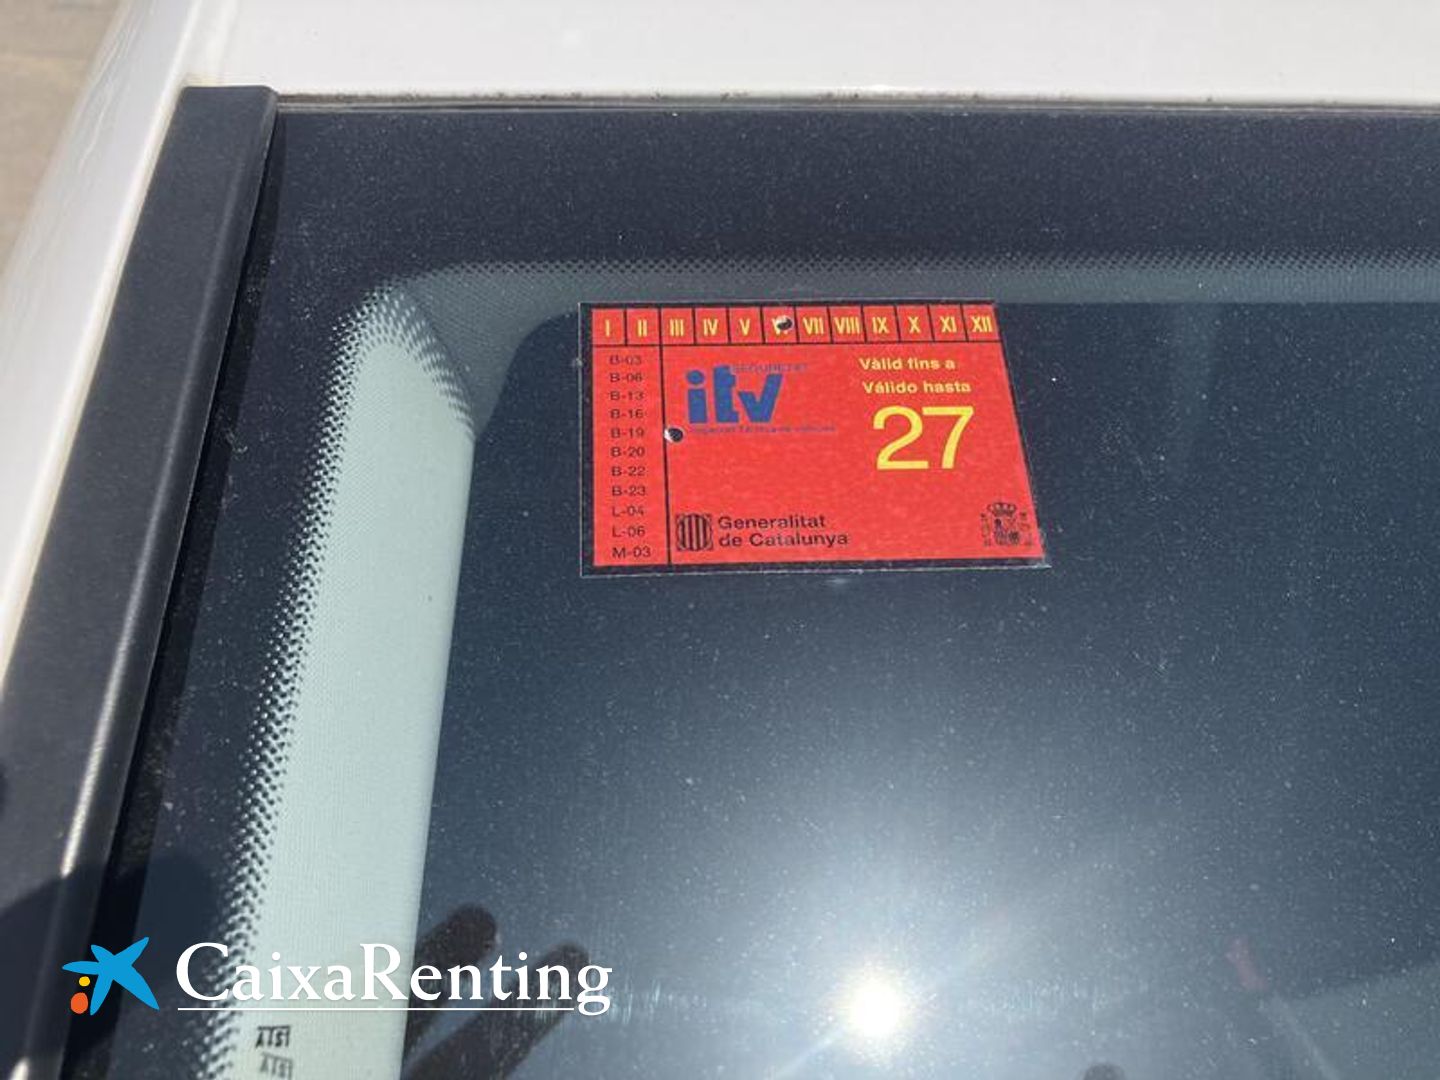 I II III IV V VII VIII IX X XI XII
B-03
B-06
B-13
B-16
B-19
B-20
B-22
B-23
L-04
L-06
M-03
itv
Vàlid fins a
Válido hasta
27
Generalitat
de Catalunya
CaixaRenting